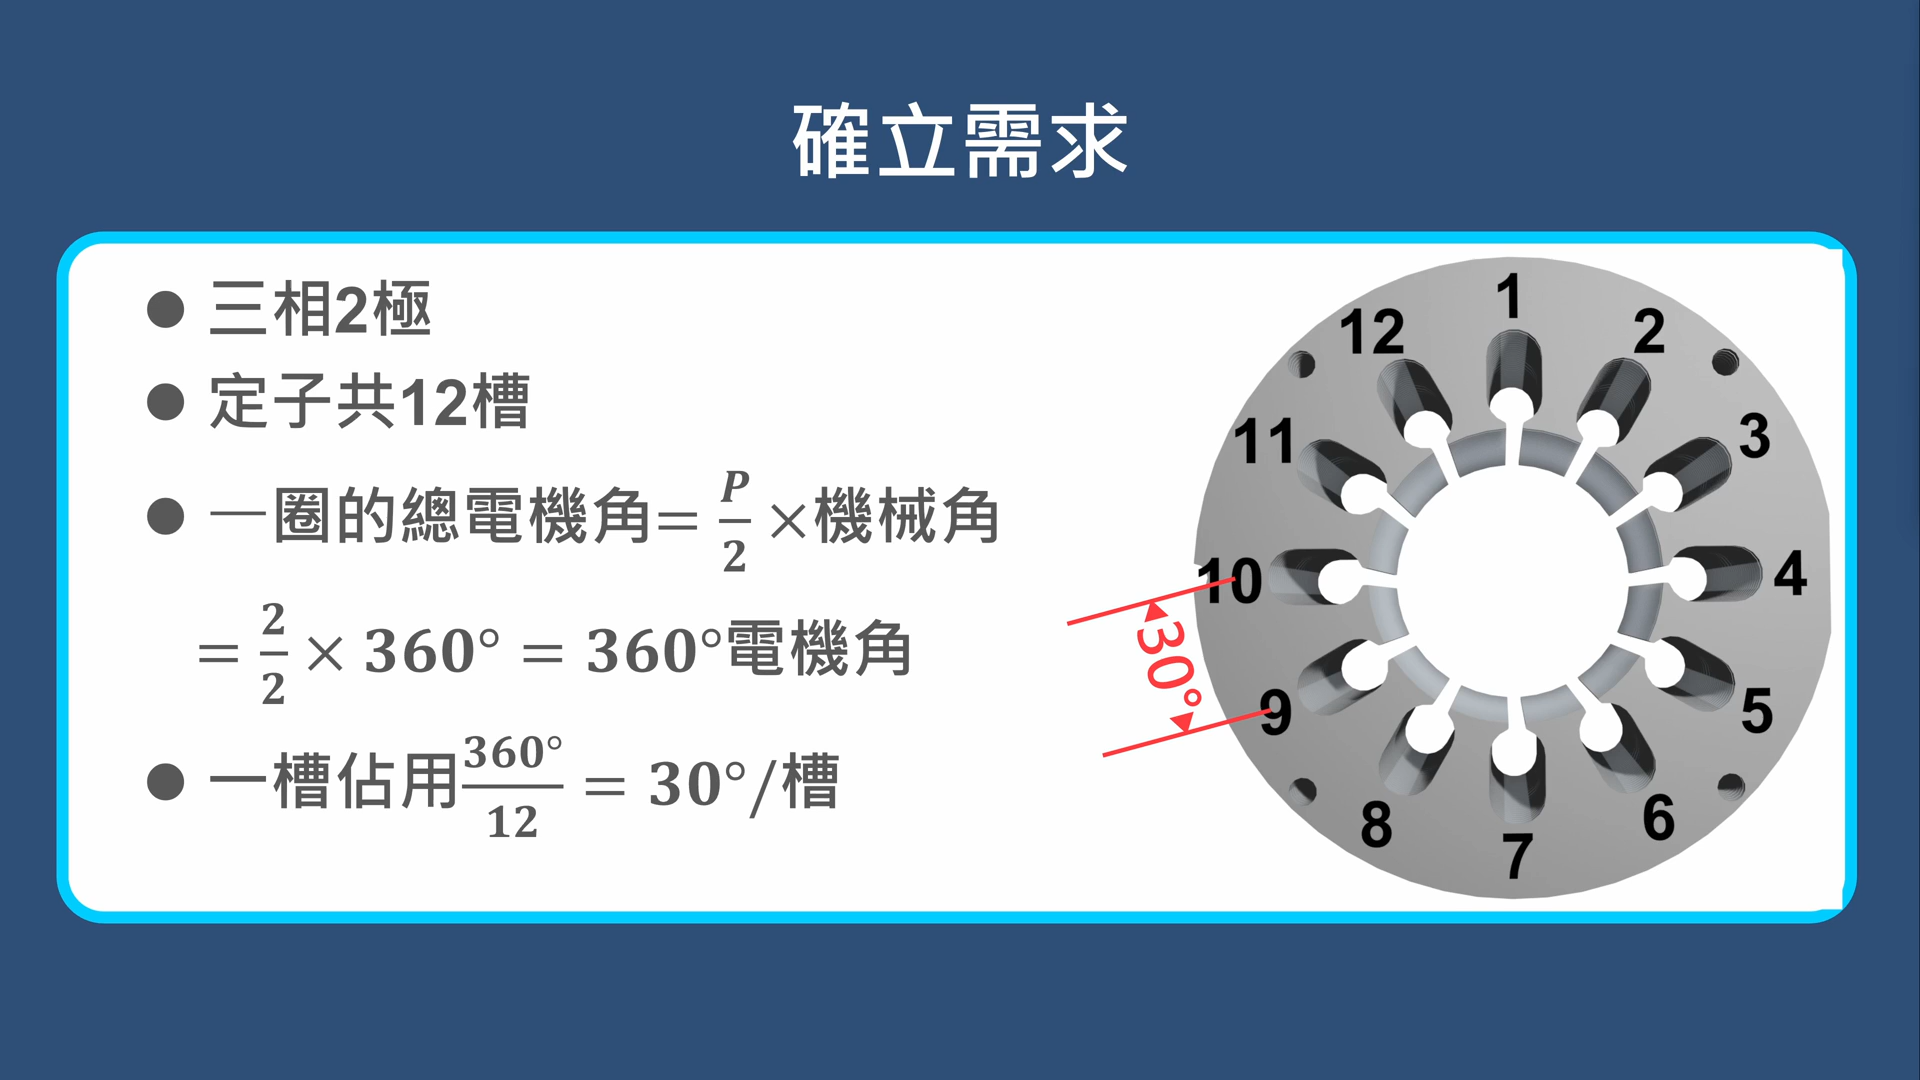 確立需求
● 三相2極
● 定子共12槽
● 一圈的總電機角=P/2×機械角
=2/2×360°=360°電機角
● 一槽佔用360°/12=30°/槽
1
2
3
4
5
6
7
8
9
10
11
12
30°